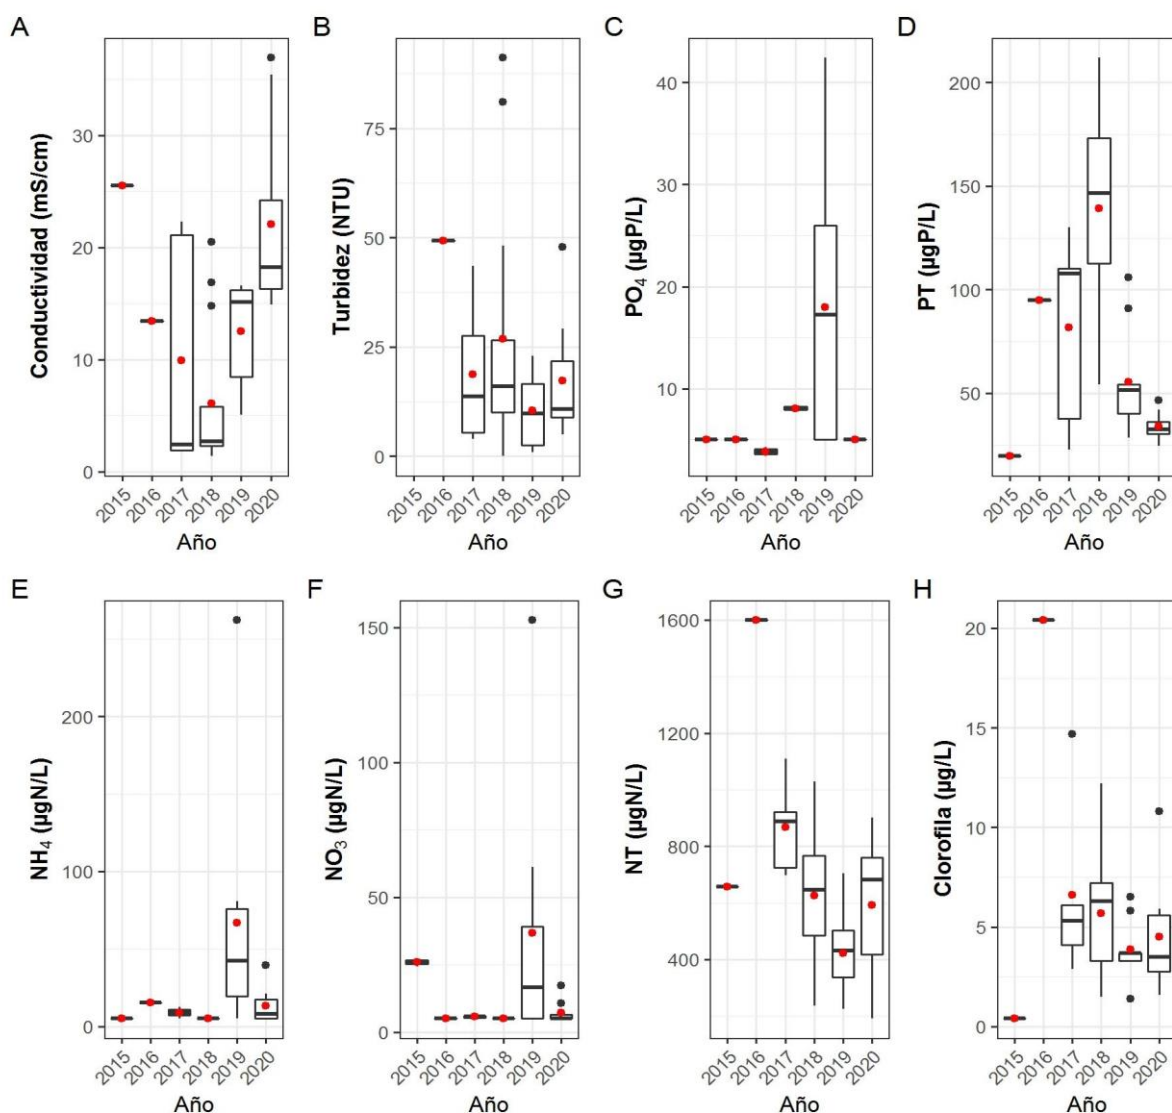 A
Conductividad (mS/cm)
30
20
10
0
2015 2016 2017 2018 2019 2020
Año
B
Turbidez (NTU)
75
50
25
0
2015 2016 2017 2018 2019 2020
Año
C
PO₄ (µgP/L)
40
30
20
10
2015 2016 2017 2018 2019 2020
Año
D
PT (µgP/L)
200
150
100
50
2015 2016 2017 2018 2019 2020
Año
E
NH₄ (µgN/L)
200
100
0
2015 2016 2017 2018 2019 2020
Año
F
NO₃ (µgN/L)
150
100
50
0
2015 2016 2017 2018 2019 2020
Año
G
NT (µgN/L)
1600
1200
800
400
2015 2016 2017 2018 2019 2020
Año
H
Clorofila (µg/L)
20
15
10
5
0
2015 2016 2017 2018 2019 2020
Año